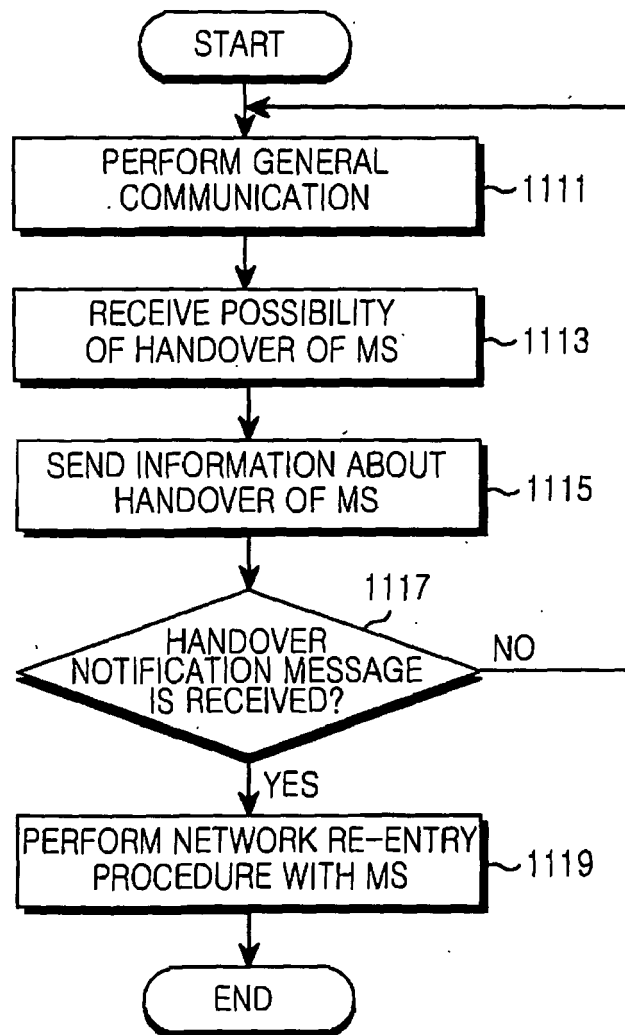 START
PERFORM GENERAL
COMMUNICATION
1111
RECEIVE POSSIBILITY
OF HANDOVER OF MS
1113
SEND INFORMATION ABOUT
HANDOVER OF MS
1115
1117
HANDOVER
NOTIFICATION MESSAGE
IS RECEIVED?
NO
YES
PERFORM NETWORK RE-ENTRY
PROCEDURE WITH MS
1119
END